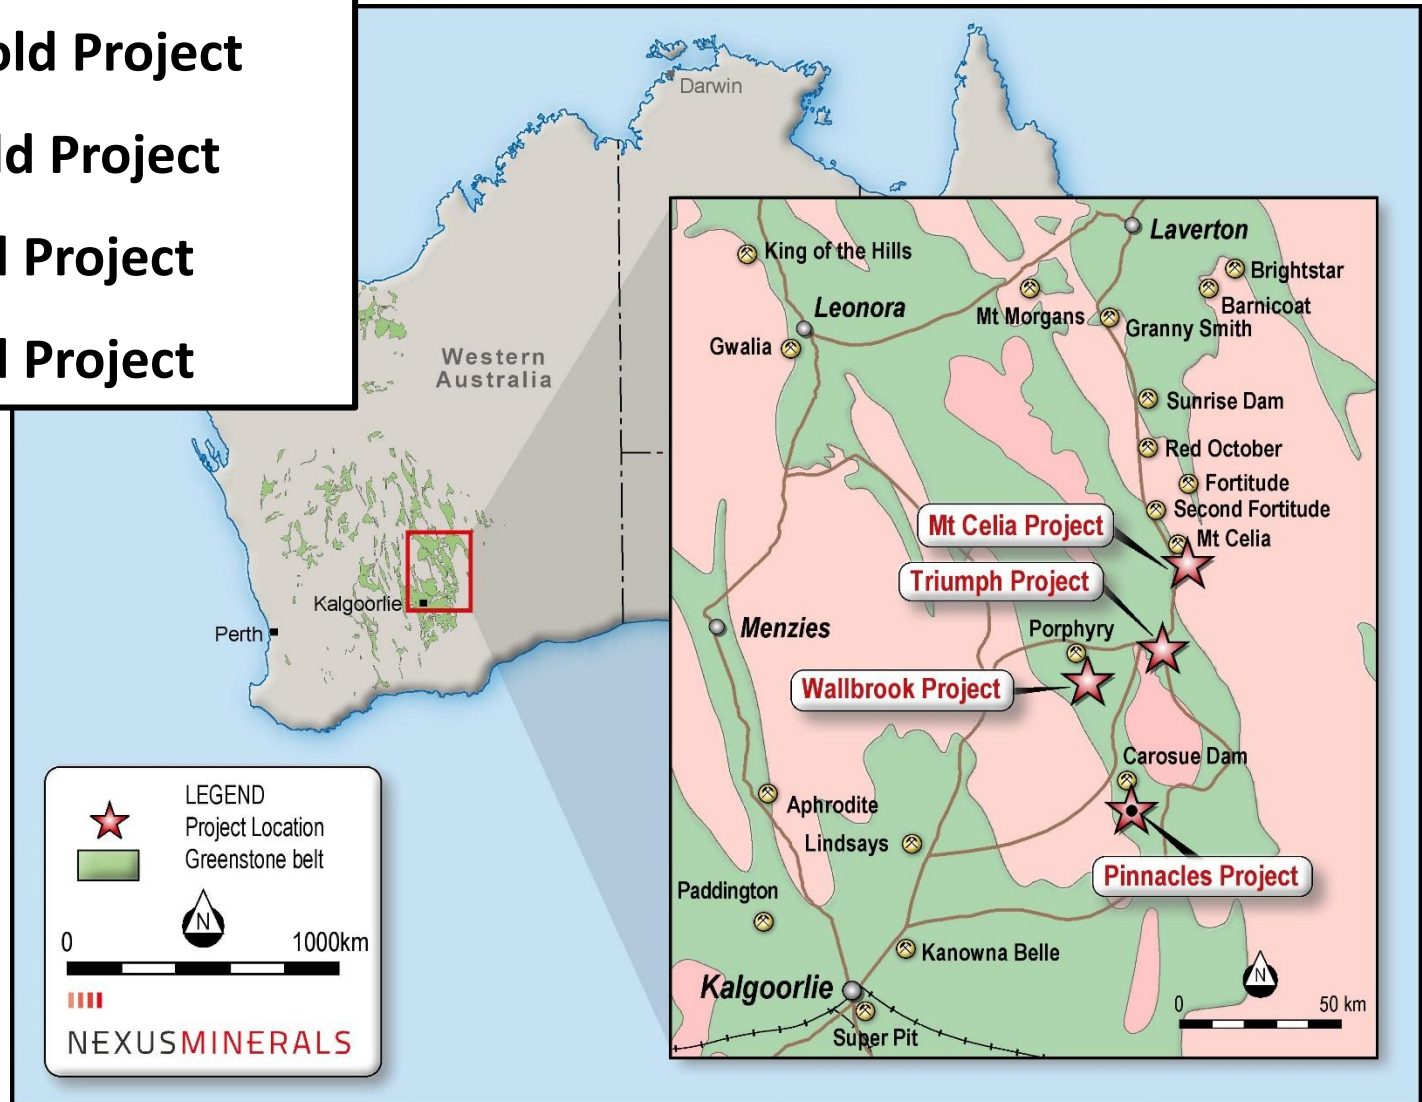 old Project
ld Project
d Project
d Project
Darwin
Western
Australia
Kalgoorlie
Perth
King of the Hills
Laverton
Brightstar
Barnicoat
Leonora
Mt Morgans
Granny Smith
Gwalia
Sunrise Dam
Red October
Fortitude
Second Fortitude
Mt Celia Project
Mt Celia
Triumph Project
Menzies
Porphyry
Wallbrook Project
Carosue Dam
Aphrodite
Lindsays
Pinnacles Project
Paddington
Kanowna Belle
Kalgoorlie
Super Pit
N
0 50 km
LEGEND
Project Location
Greenstone belt
N
0 1000km
NEXUSMINERALS